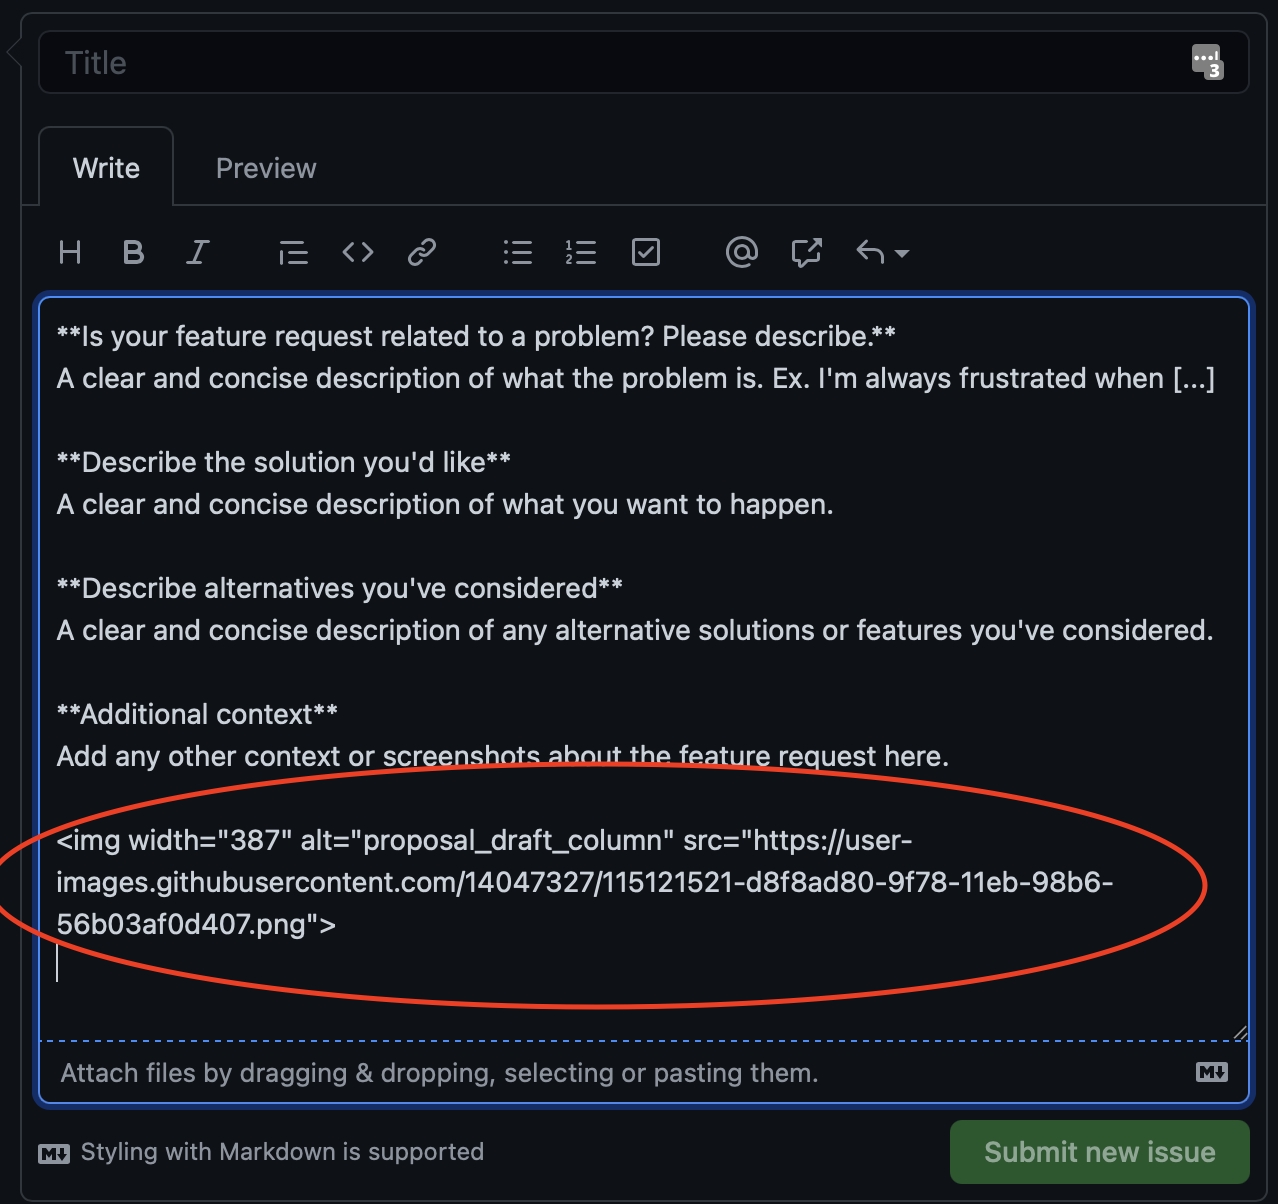 Title
3
Write
Preview
H B I @
**Is your feature request related to a problem? Please describe.**
A clear and concise description of what the problem is. Ex. I'm always frustrated when [...]
**Describe the solution you'd like**
A clear and concise description of what you want to happen.
**Describe alternatives you've considered**
A clear and concise description of any alternative solutions or features you've considered.
**Additional context**
Add any other context or screenshots about the feature request here.
<img width="387" alt="proposal_draft_column" src="https://user-
images.githubusercontent.com/14047327/115121521-d8f8ad80-9f78-11eb-98b6-
56b03af0d407.png">
Attach files by dragging & dropping, selecting or pasting them.
M
M Styling with Markdown is supported
Submit new issue